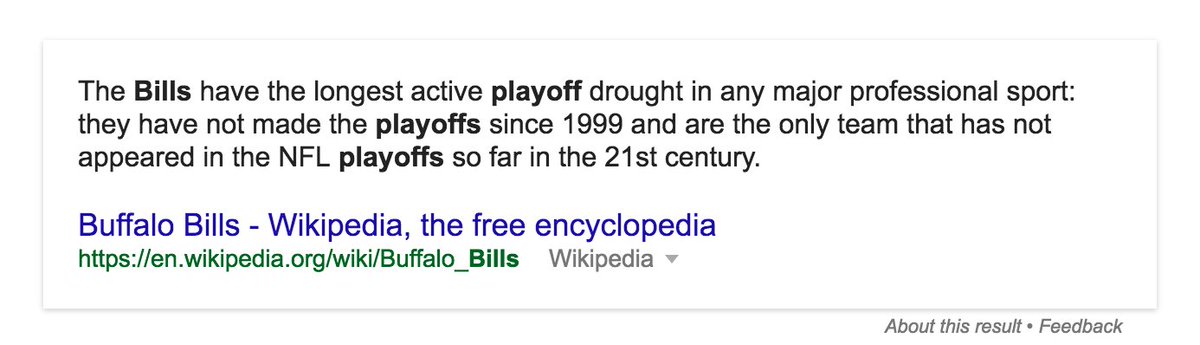 The Bills have the longest active playoff drought in any major professional sport:
they have not made the playoffs since 1999 and are the only team that has not
appeared in the NFL playoffs so far in the 21st century.
Buffalo Bills - Wikipedia, the free encyclopedia
https://en.wikipedia.org/wiki/Buffalo_Bills Wikipedia
About this result • Feedback